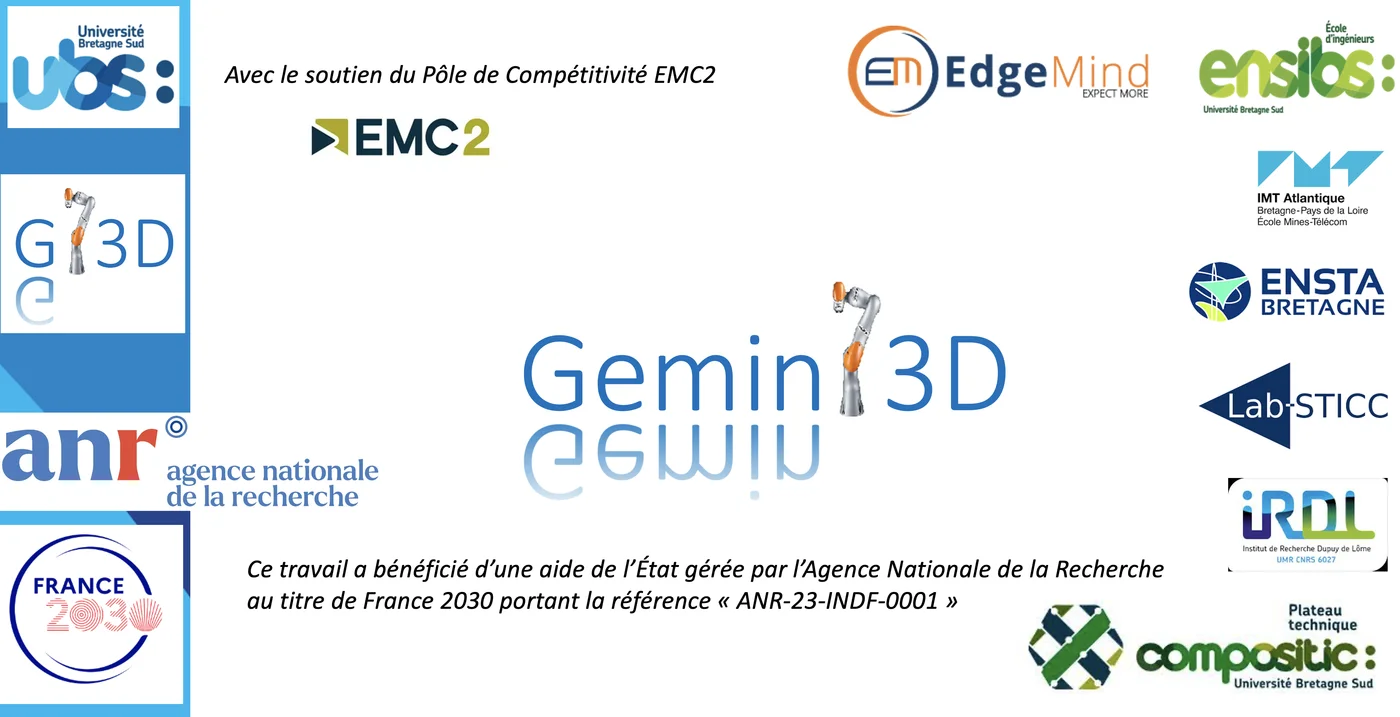 Université
Bretagne Sud
ubs:
Avec le soutien du Pôle de Compétitivité EMC2
EMC2
EM EdgeMind
EXPECT MORE
École
d'ingénieurs
ensibs:
Université Bretagne Sud
IMT Atlantique
Bretagne-Pays de la Loire
École Mines-Télécom
G 3D
G
ENSTA
BRETAGNE
Gemin 3D
Gemin
Lab-STICC
anr
agence nationale
de la recherche
iRDL
Institut de Recherche Dupuy de Lôme
UMR CNRS 6027
FRANCE
2030
Ce travail a bénéficié d’une aide de l’État gérée par l’Agence Nationale de la Recherche
au titre de France 2030 portant la référence « ANR-23-INDF-0001 »
Plateau
technique
compositic:
Université Bretagne Sud